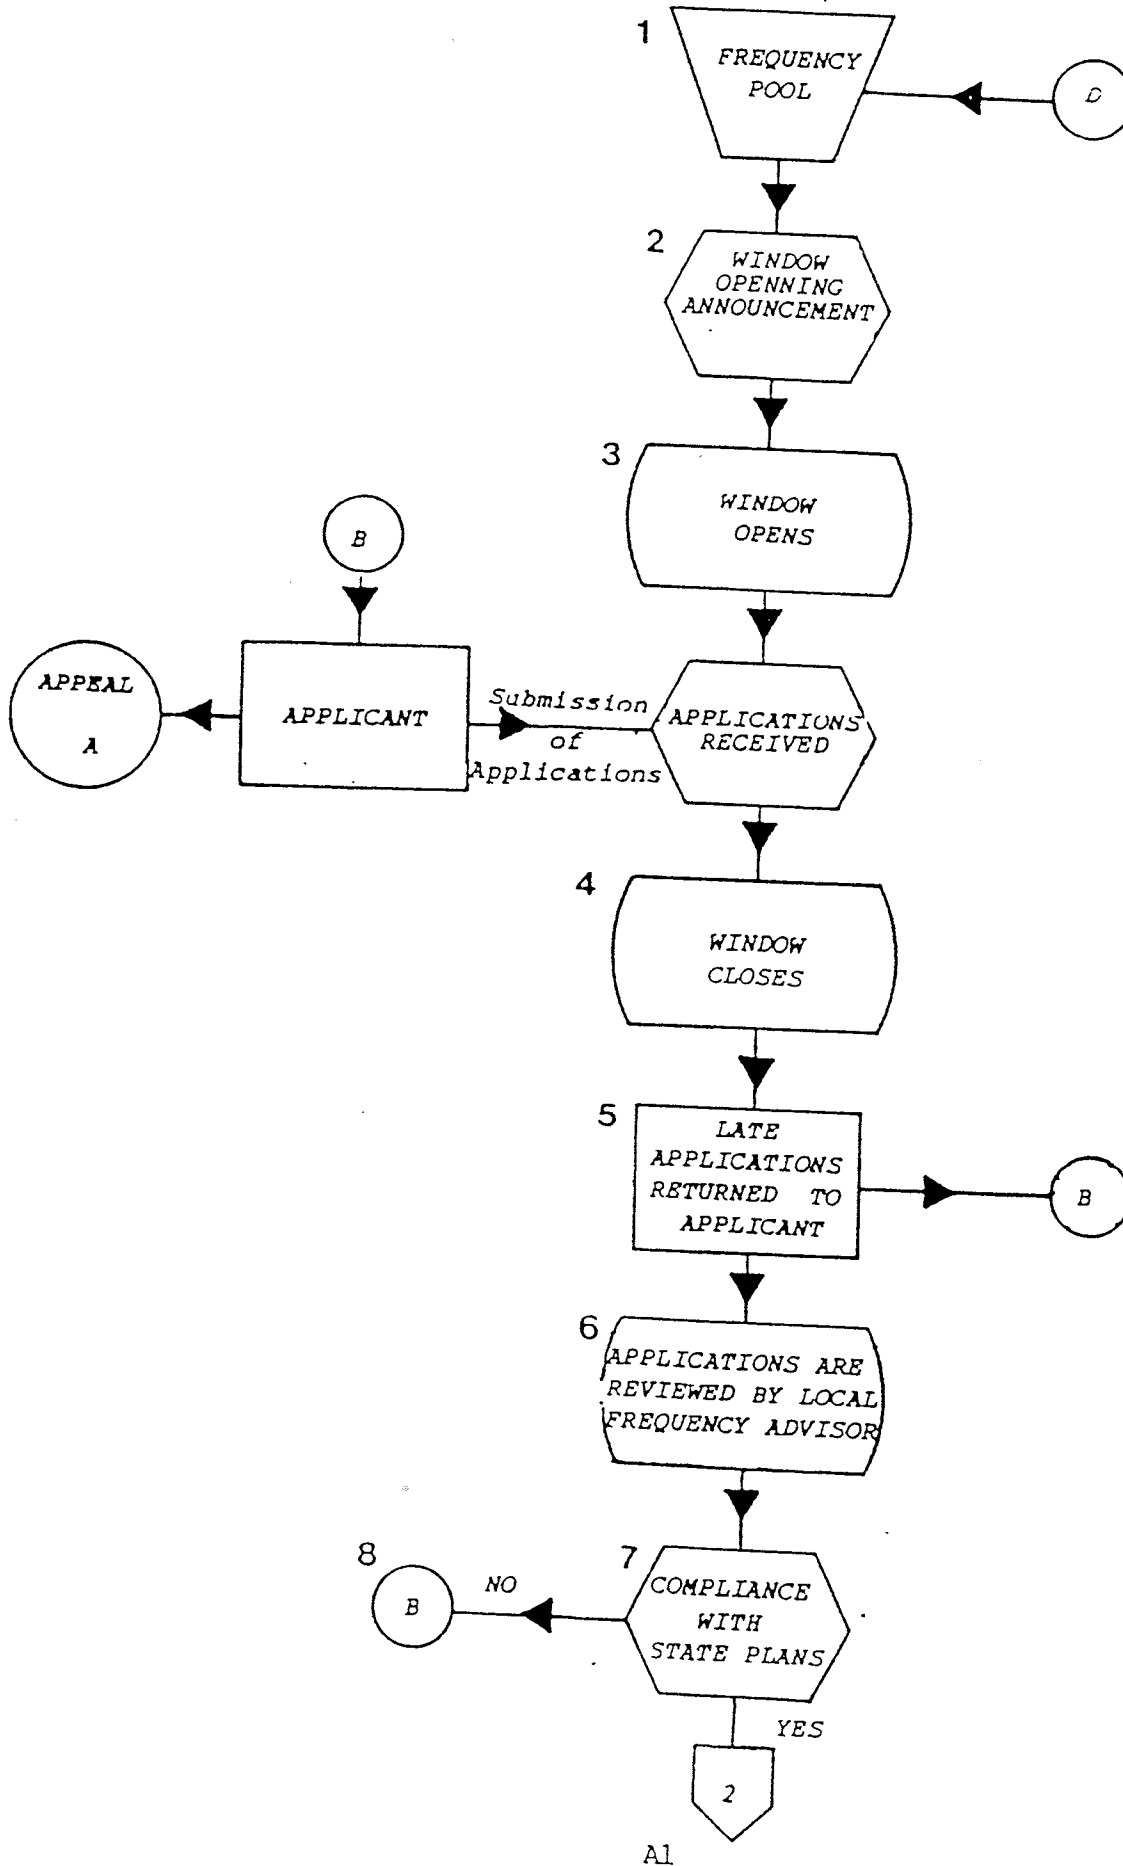 1
FREQUENCY
POOL
D
2
WINDOW
OPENNING
ANNOUNCEMENT
3
WINDOW
OPENS
B
APPEAL
A
APPLICANT
Submission
of
Applications
APPLICATIONS
RECEIVED
4
WINDOW
CLOSES
5
LATE
APPLICATIONS
RETURNED TO
APPLICANT
B
6
APPLICATIONS ARE
REVIEWED BY LOCAL
FREQUENCY ADVISOR
8
B
NO
7
COMPLIANCE
WITH
STATE PLANS
YES
2
A1